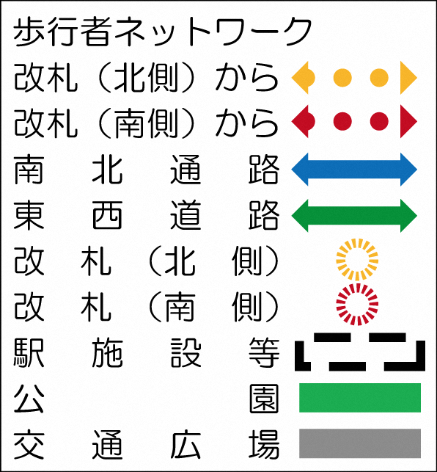 歩行者ネットワーク
改札（北側）から
改札（南側）から
南北通路
東西道路
改札（北側）
改札（南側）
駅施設等
公園
交通広場